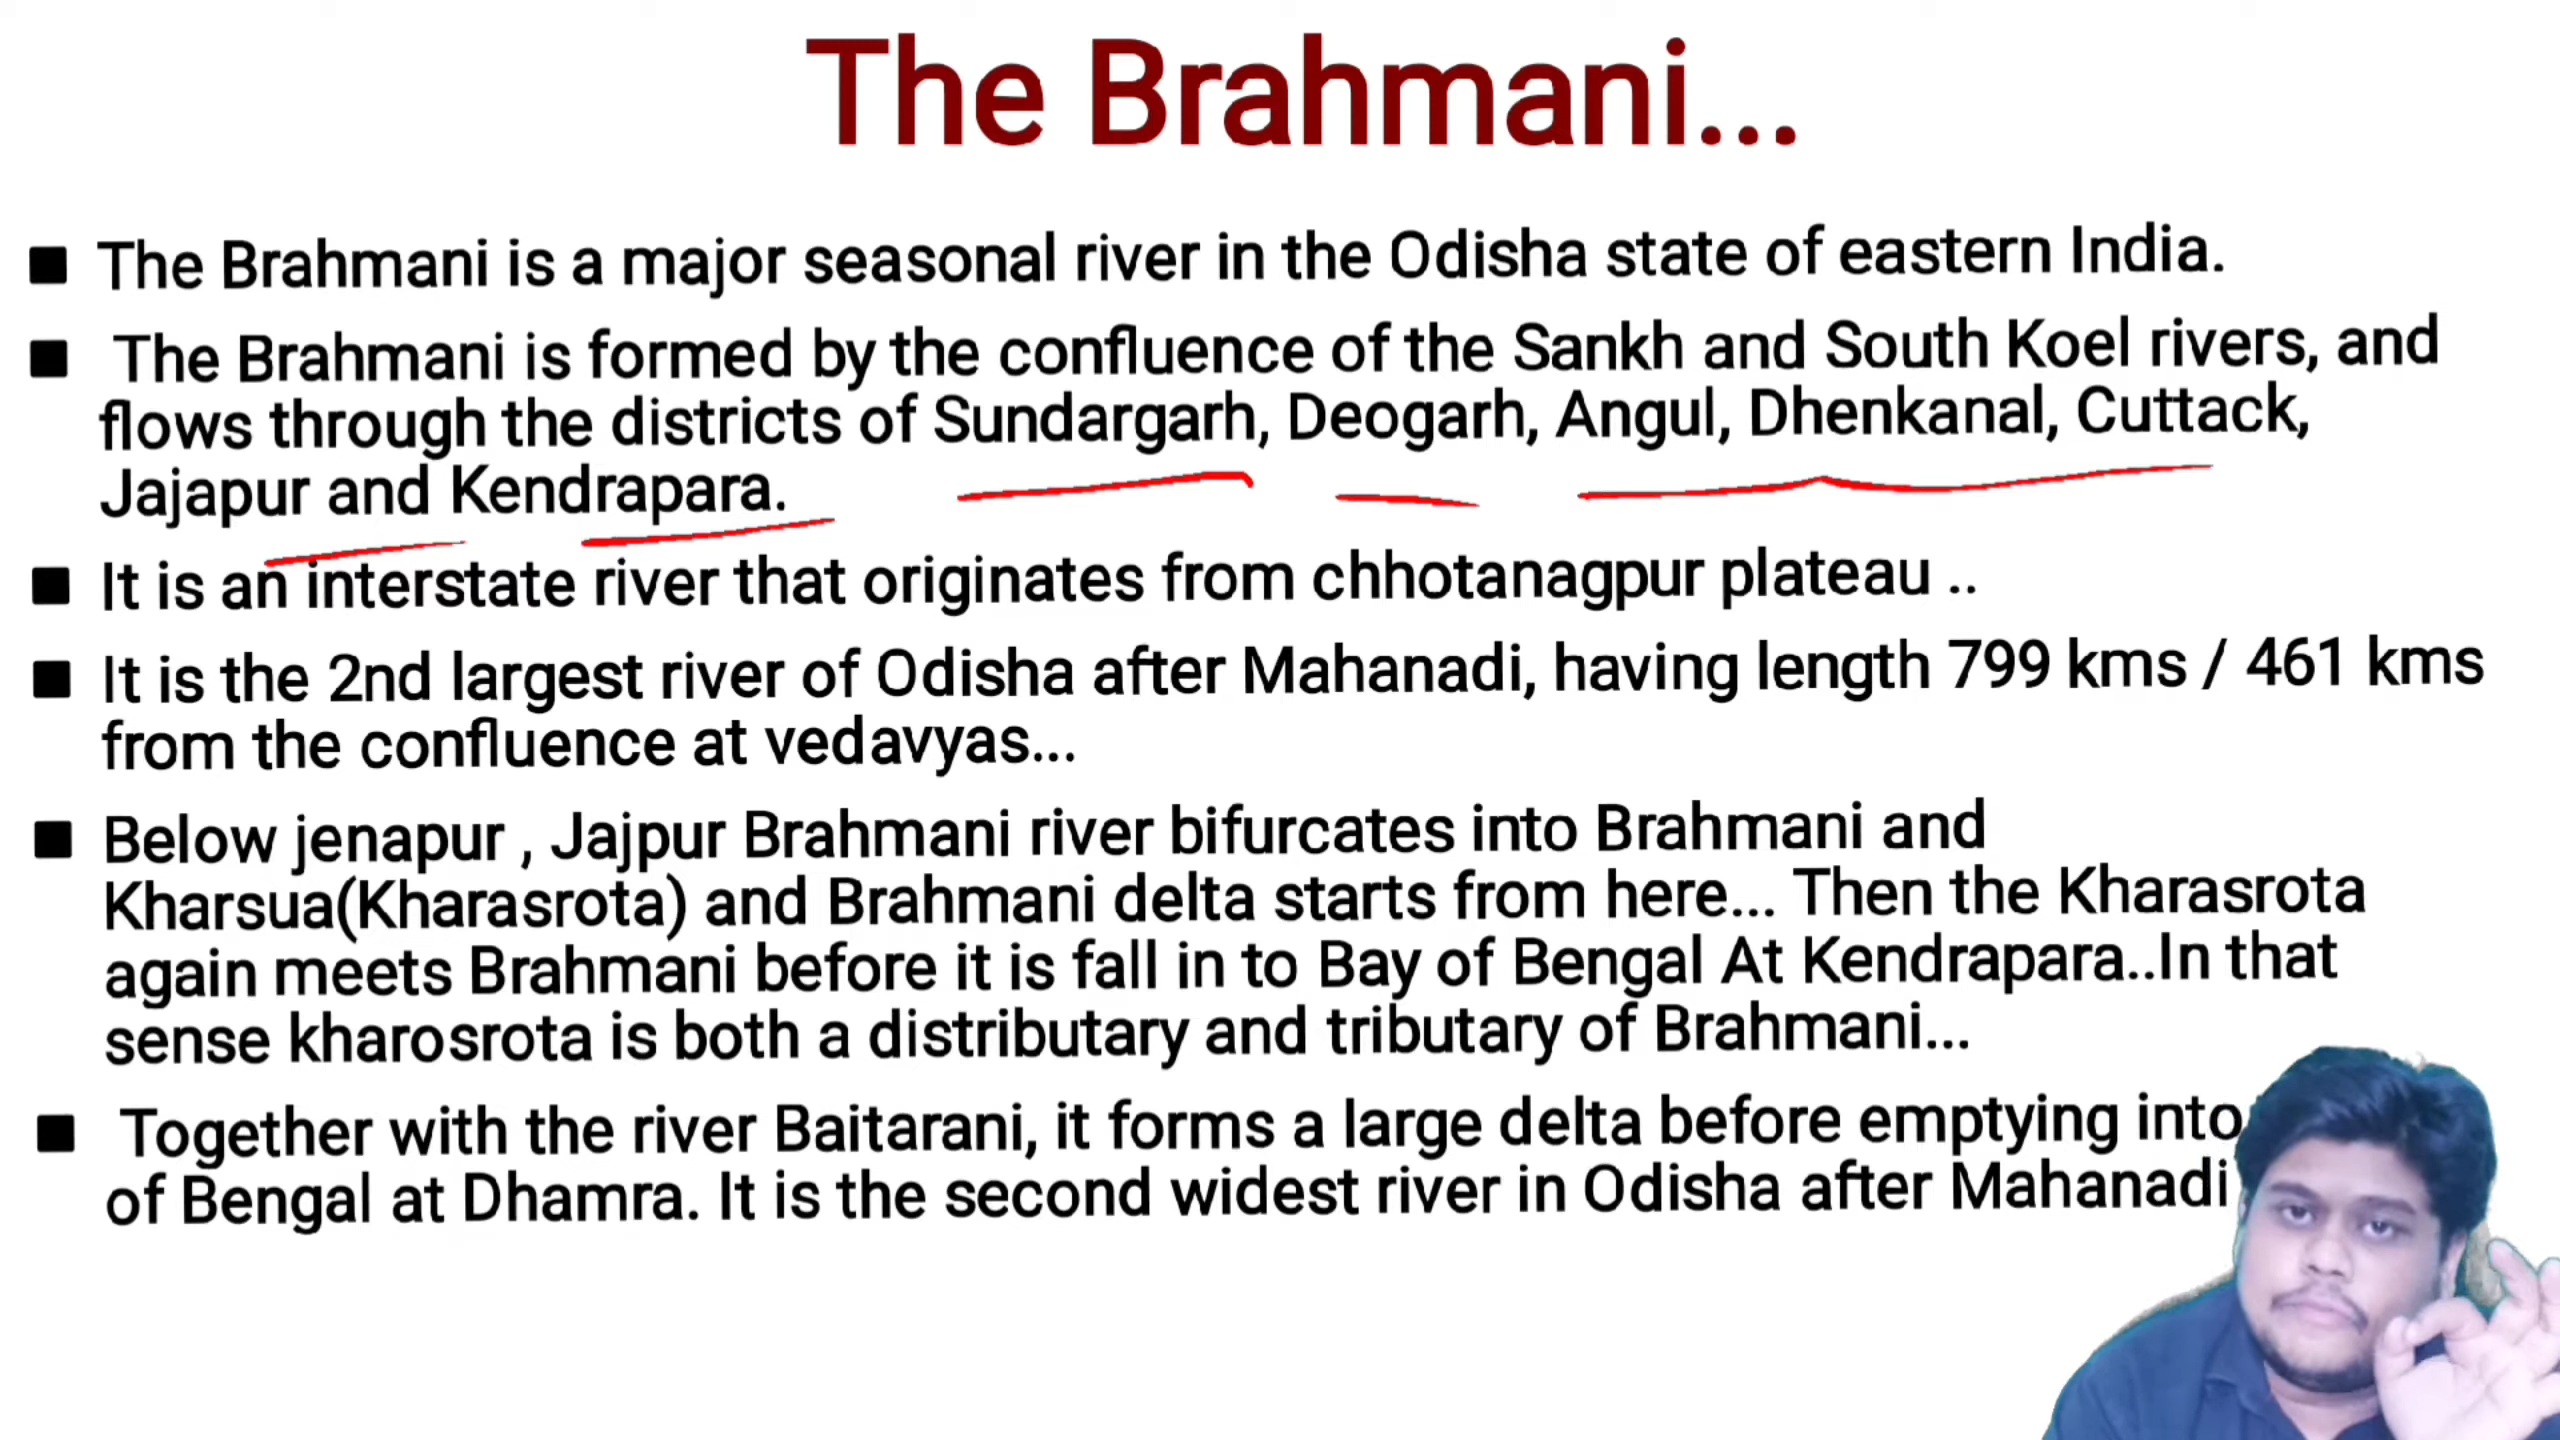 The Brahmani...
■ The Brahmani is a major seasonal river in the Odisha state of eastern India.
■ The Brahmani is formed by the confluence of the Sankh and South Koel rivers, and
flows through the districts of Sundargarh, Deogarh, Angul, Dhenkanal, Cuttack,
Jajapur and Kendrapara.
■ It is an interstate river that originates from chhotanagpur plateau ..
■ It is the 2nd largest river of Odisha after Mahanadi, having length 799 kms / 461 kms
from the confluence at vedavyas...
■ Below jenapur , Jajpur Brahmani river bifurcates into Brahmani and
Kharsua(Kharasrota) and Brahmani delta starts from here... Then the Kharasrota
again meets Brahmani before it is fall in to Bay of Bengal At Kendrapara..In that
sense kharosrota is both a distributary and tributary of Brahmani...
■ Together with the river Baitarani, it forms a large delta before emptying into
of Bengal at Dhamra. It is the second widest river in Odisha after Mahanadi